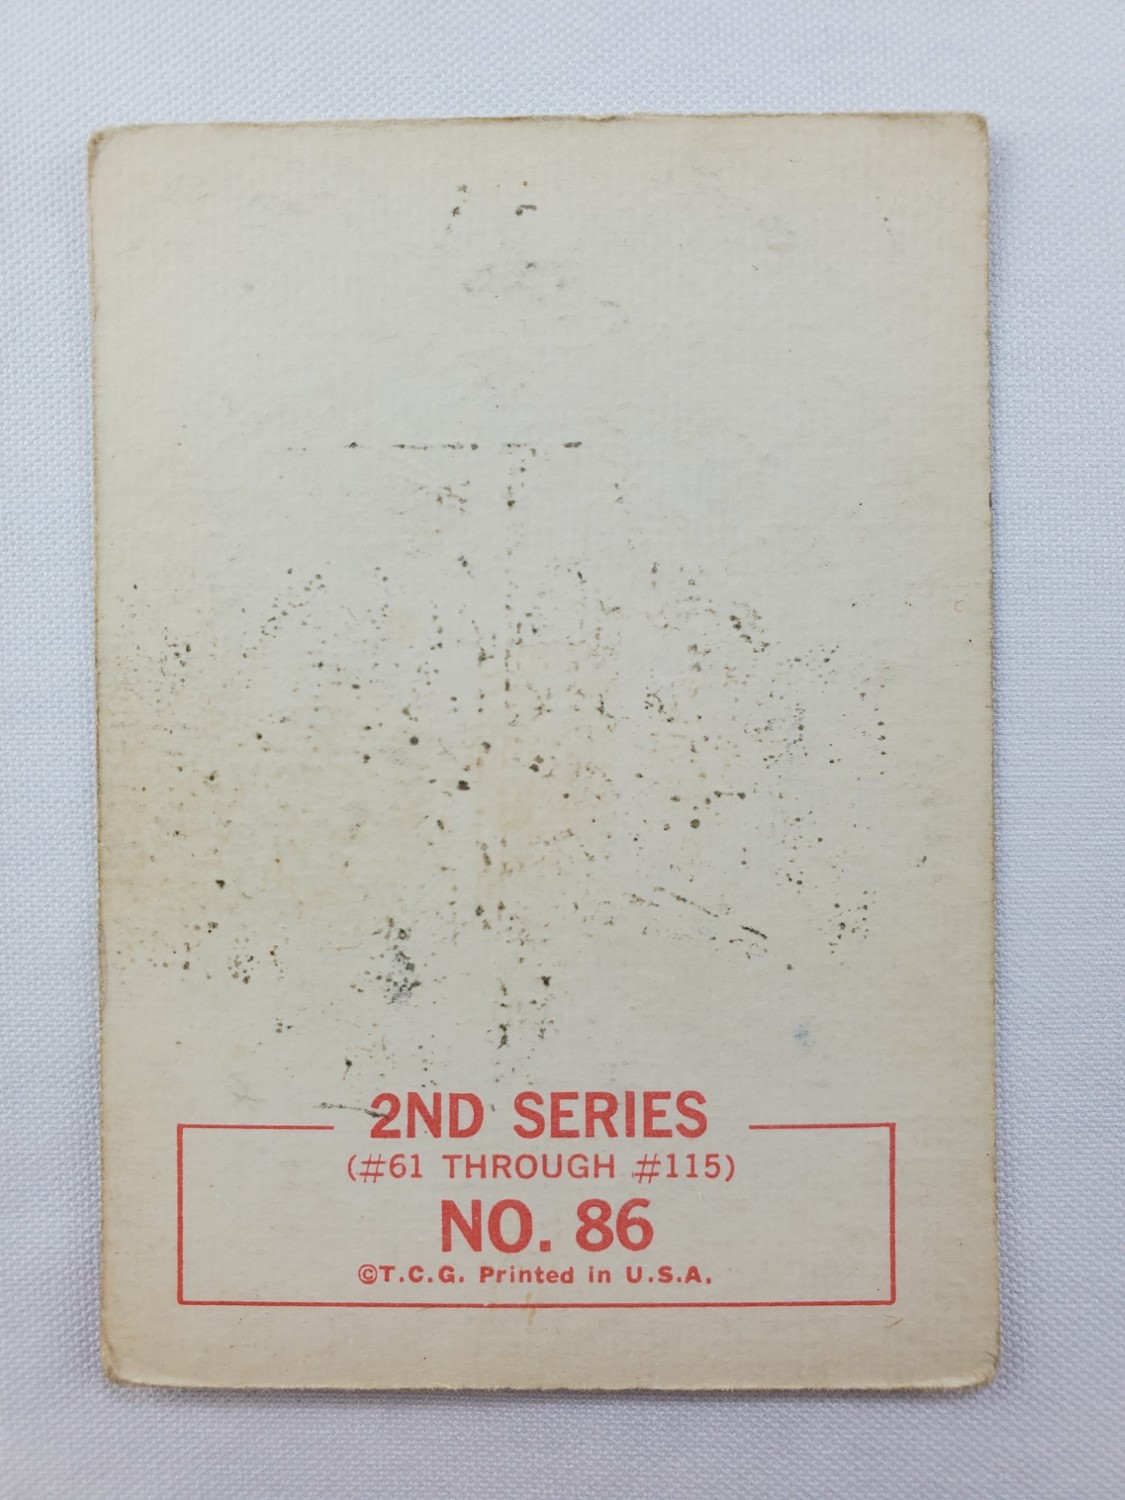 2ND SERIES
(#61 THROUGH #115)
NO. 86
©T.C.G. Printed in U.S.A.